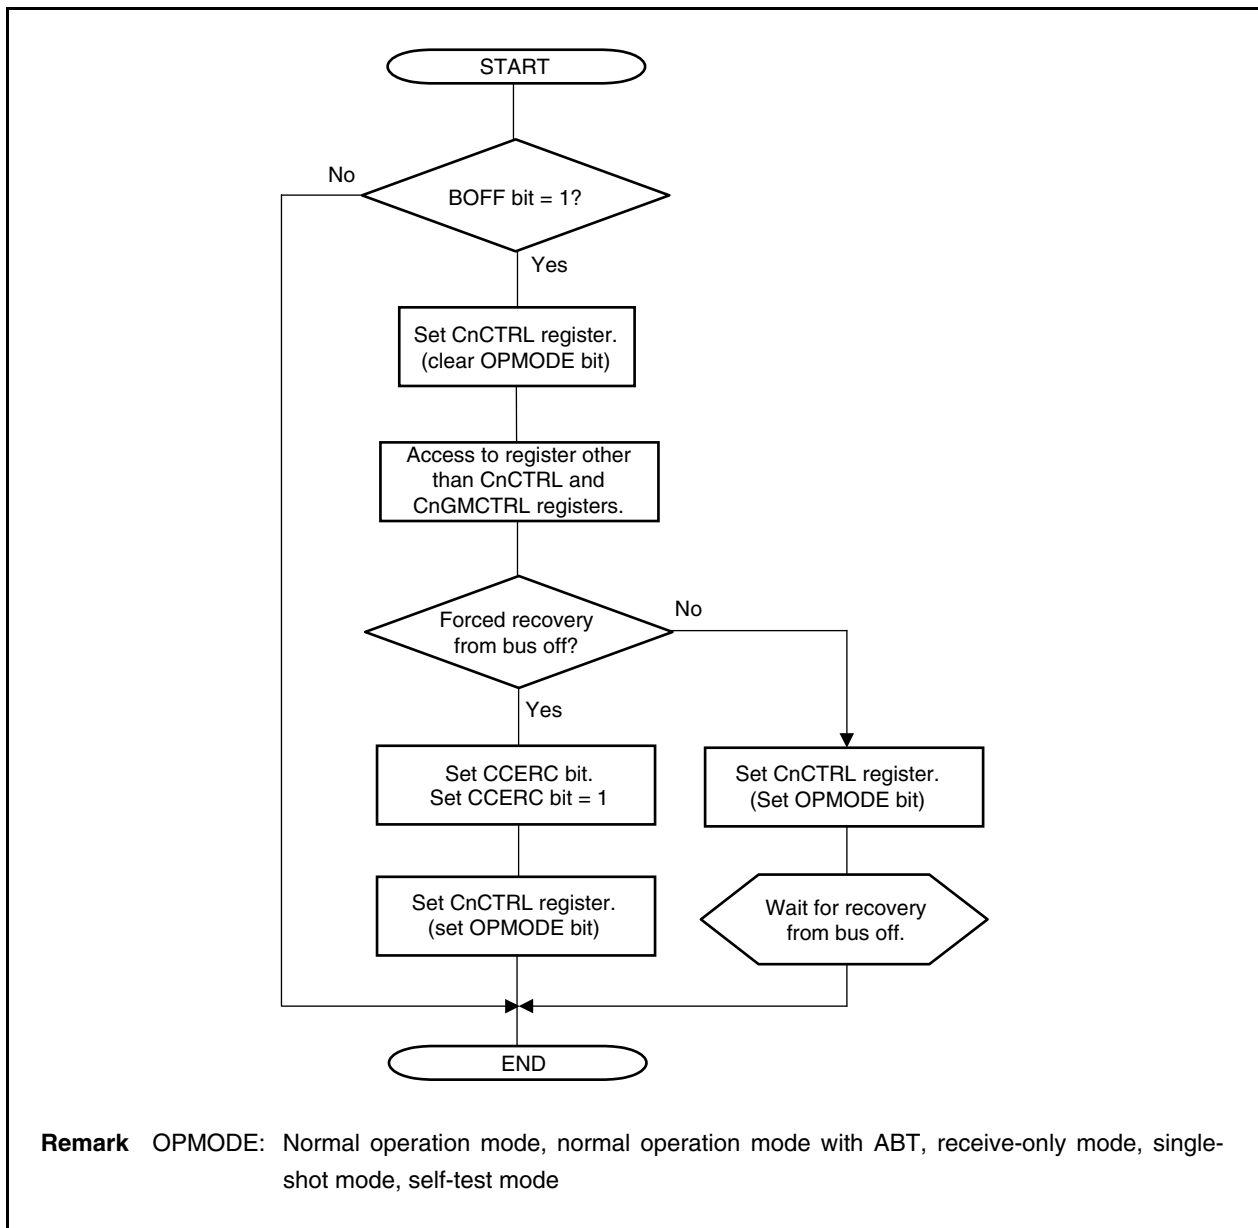 START
No
BOFF bit = 1?
Yes
Set CnCTRL register.
(clear OPMODE bit)
Access to register other
than CnCTRL and
CnGMCTRL registers.
Forced recovery
from bus off?
No
Yes
Set CCERC bit.
Set CCERC bit = 1
Set CnCTRL register.
(Set OPMODE bit)
Set CnCTRL register.
(set OPMODE bit)
Wait for recovery
from bus off.
END
Remark OPMODE: Normal operation mode, normal operation mode with ABT, receive-only mode, single-
shot mode, self-test mode